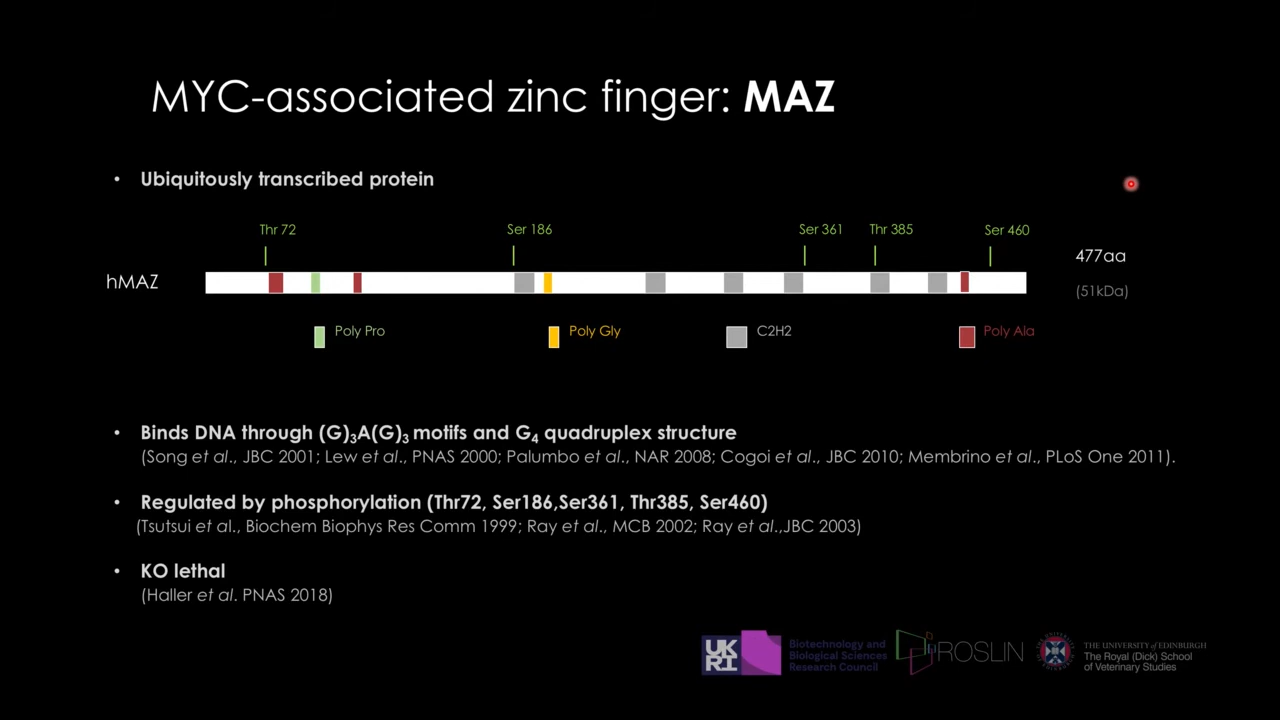 MYC-associated zinc finger: MAZ
• Ubiquitously transcribed protein
Thr 72
Ser 186
Ser 361
Thr 385
Ser 460
477aa
hMAZ
(51kDa)
Poly Pro
Poly Gly
C2H2
Poly Ala
• Binds DNA through (G)₃A(G)₃ motifs and G₄ quadruplex structure
(Song et al., JBC 2001; Lew et al., PNAS 2000; Palumbo et al., NAR 2008; Cogoi et al., JBC 2010; Membrino et al., PLoS One 2011).
• Regulated by phosphorylation (Thr72, Ser186,Ser361, Thr385, Ser460)
(Tsutsui et al., Biochem Biophys Res Comm 1999; Ray et al., MCB 2002; Ray et al.,JBC 2003)
• KO lethal
(Haller et al. PNAS 2018)
UK
RI
Biotechnology and
Biological Sciences
Research Council
ROSLIN
THE UNIVERSITY of EDINBURGH
The Royal (Dick) School
of Veterinary Studies